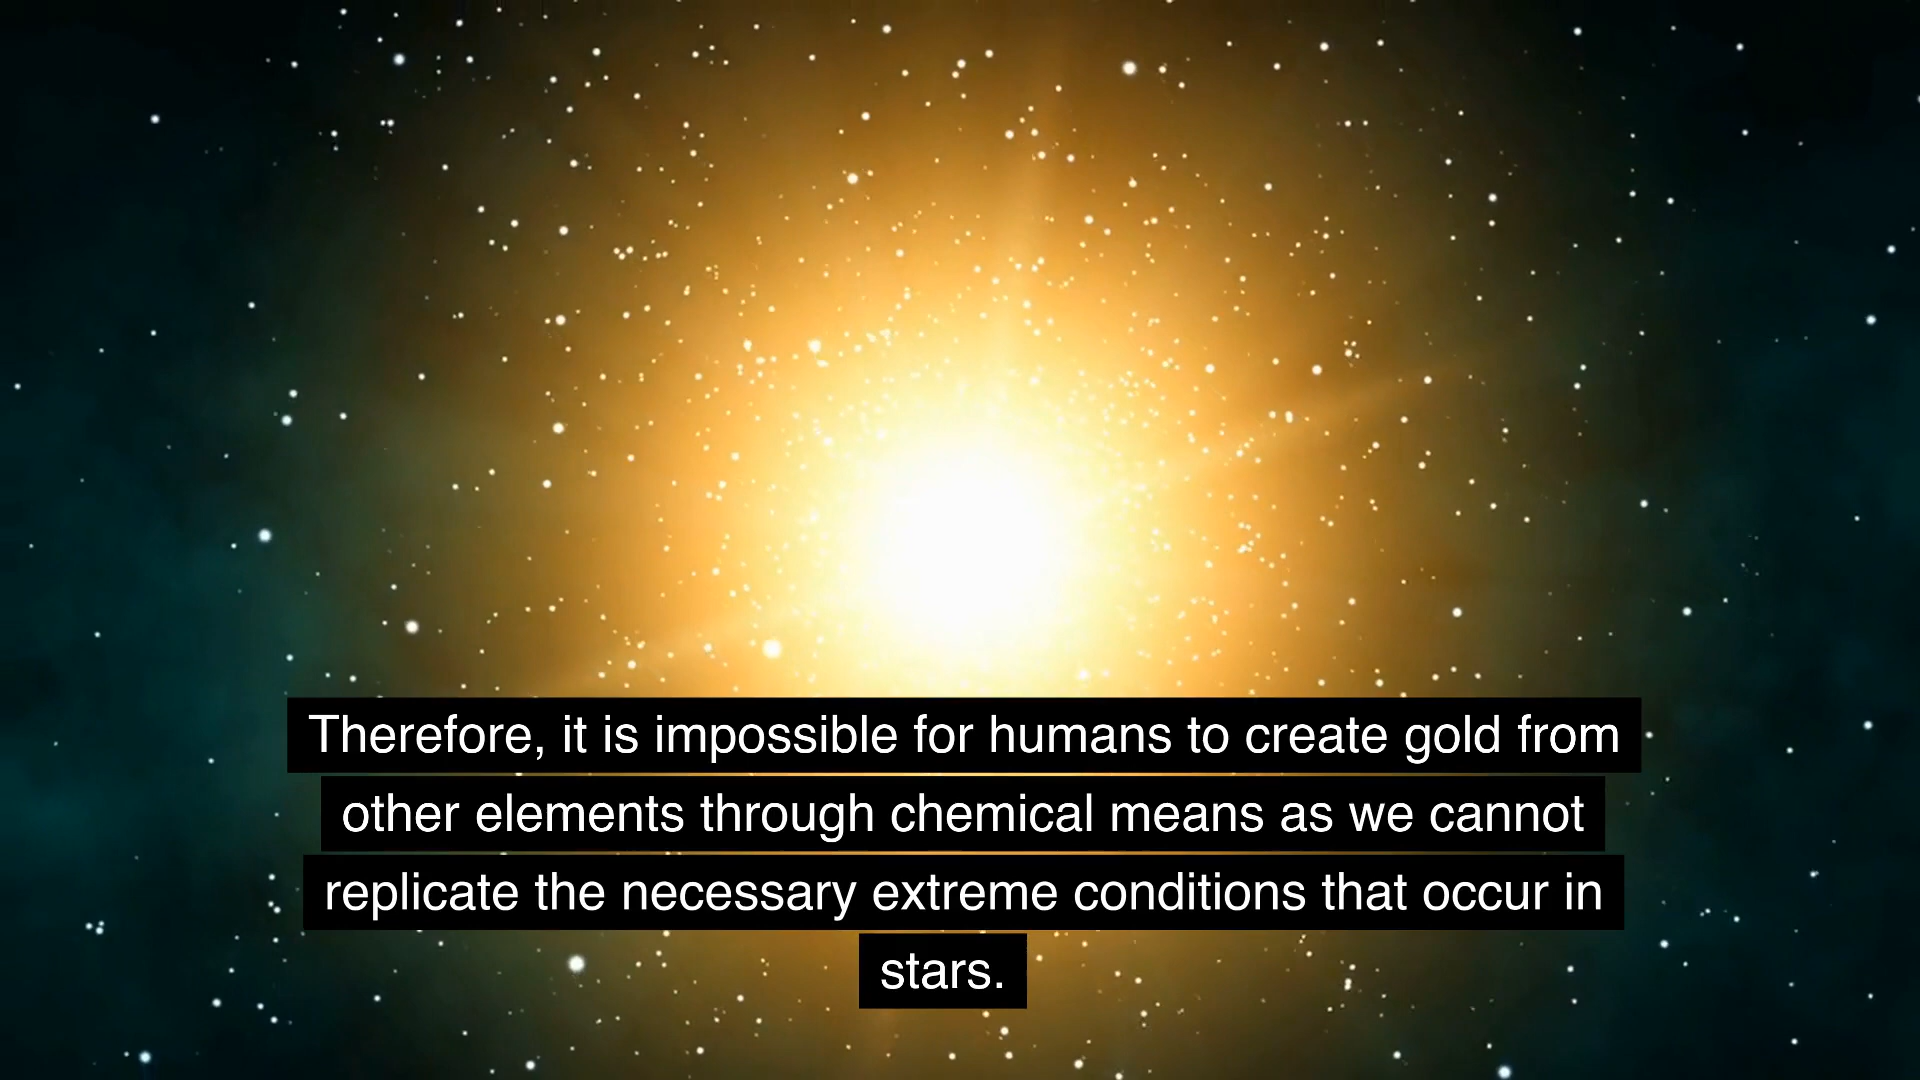 Therefore, it is impossible for humans to create gold from
other elements through chemical means as we cannot
replicate the necessary extreme conditions that occur in
stars.